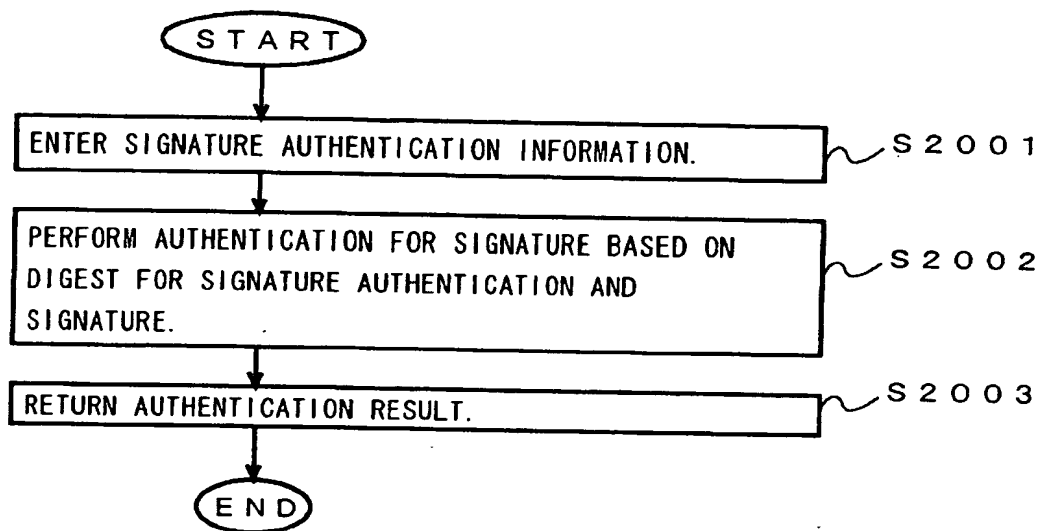 START
ENTER SIGNATURE AUTHENTICATION INFORMATION.
S2001
PERFORM AUTHENTICATION FOR SIGNATURE BASED ON
DIGEST FOR SIGNATURE AUTHENTICATION AND
SIGNATURE.
S2002
RETURN AUTHENTICATION RESULT.
S2003
END